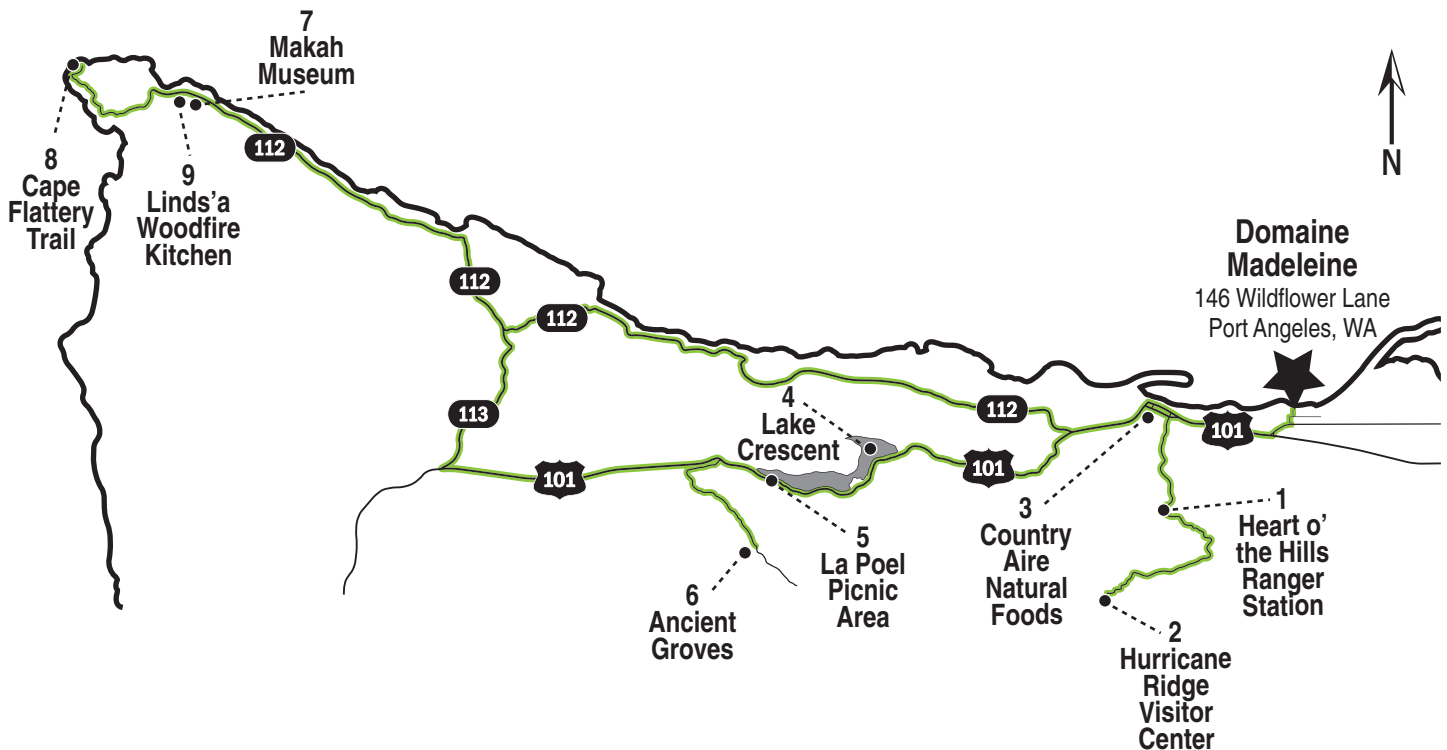 7
Makah
Museum
8
Cape
Flattery
Trail
9
Linds'a
Woodfire
Kitchen
112
N
Domaine
Madeleine
146 Wildflower Lane
Port Angeles, WA
112
112
113
101
4
Lake
Crescent
112
101
101
5
La Poel
Picnic
Area
6
Ancient
Groves
3
Country
Aire
Natural
Foods
1
Heart o'
the Hills
Ranger
Station
2
Hurricane
Ridge
Visitor
Center